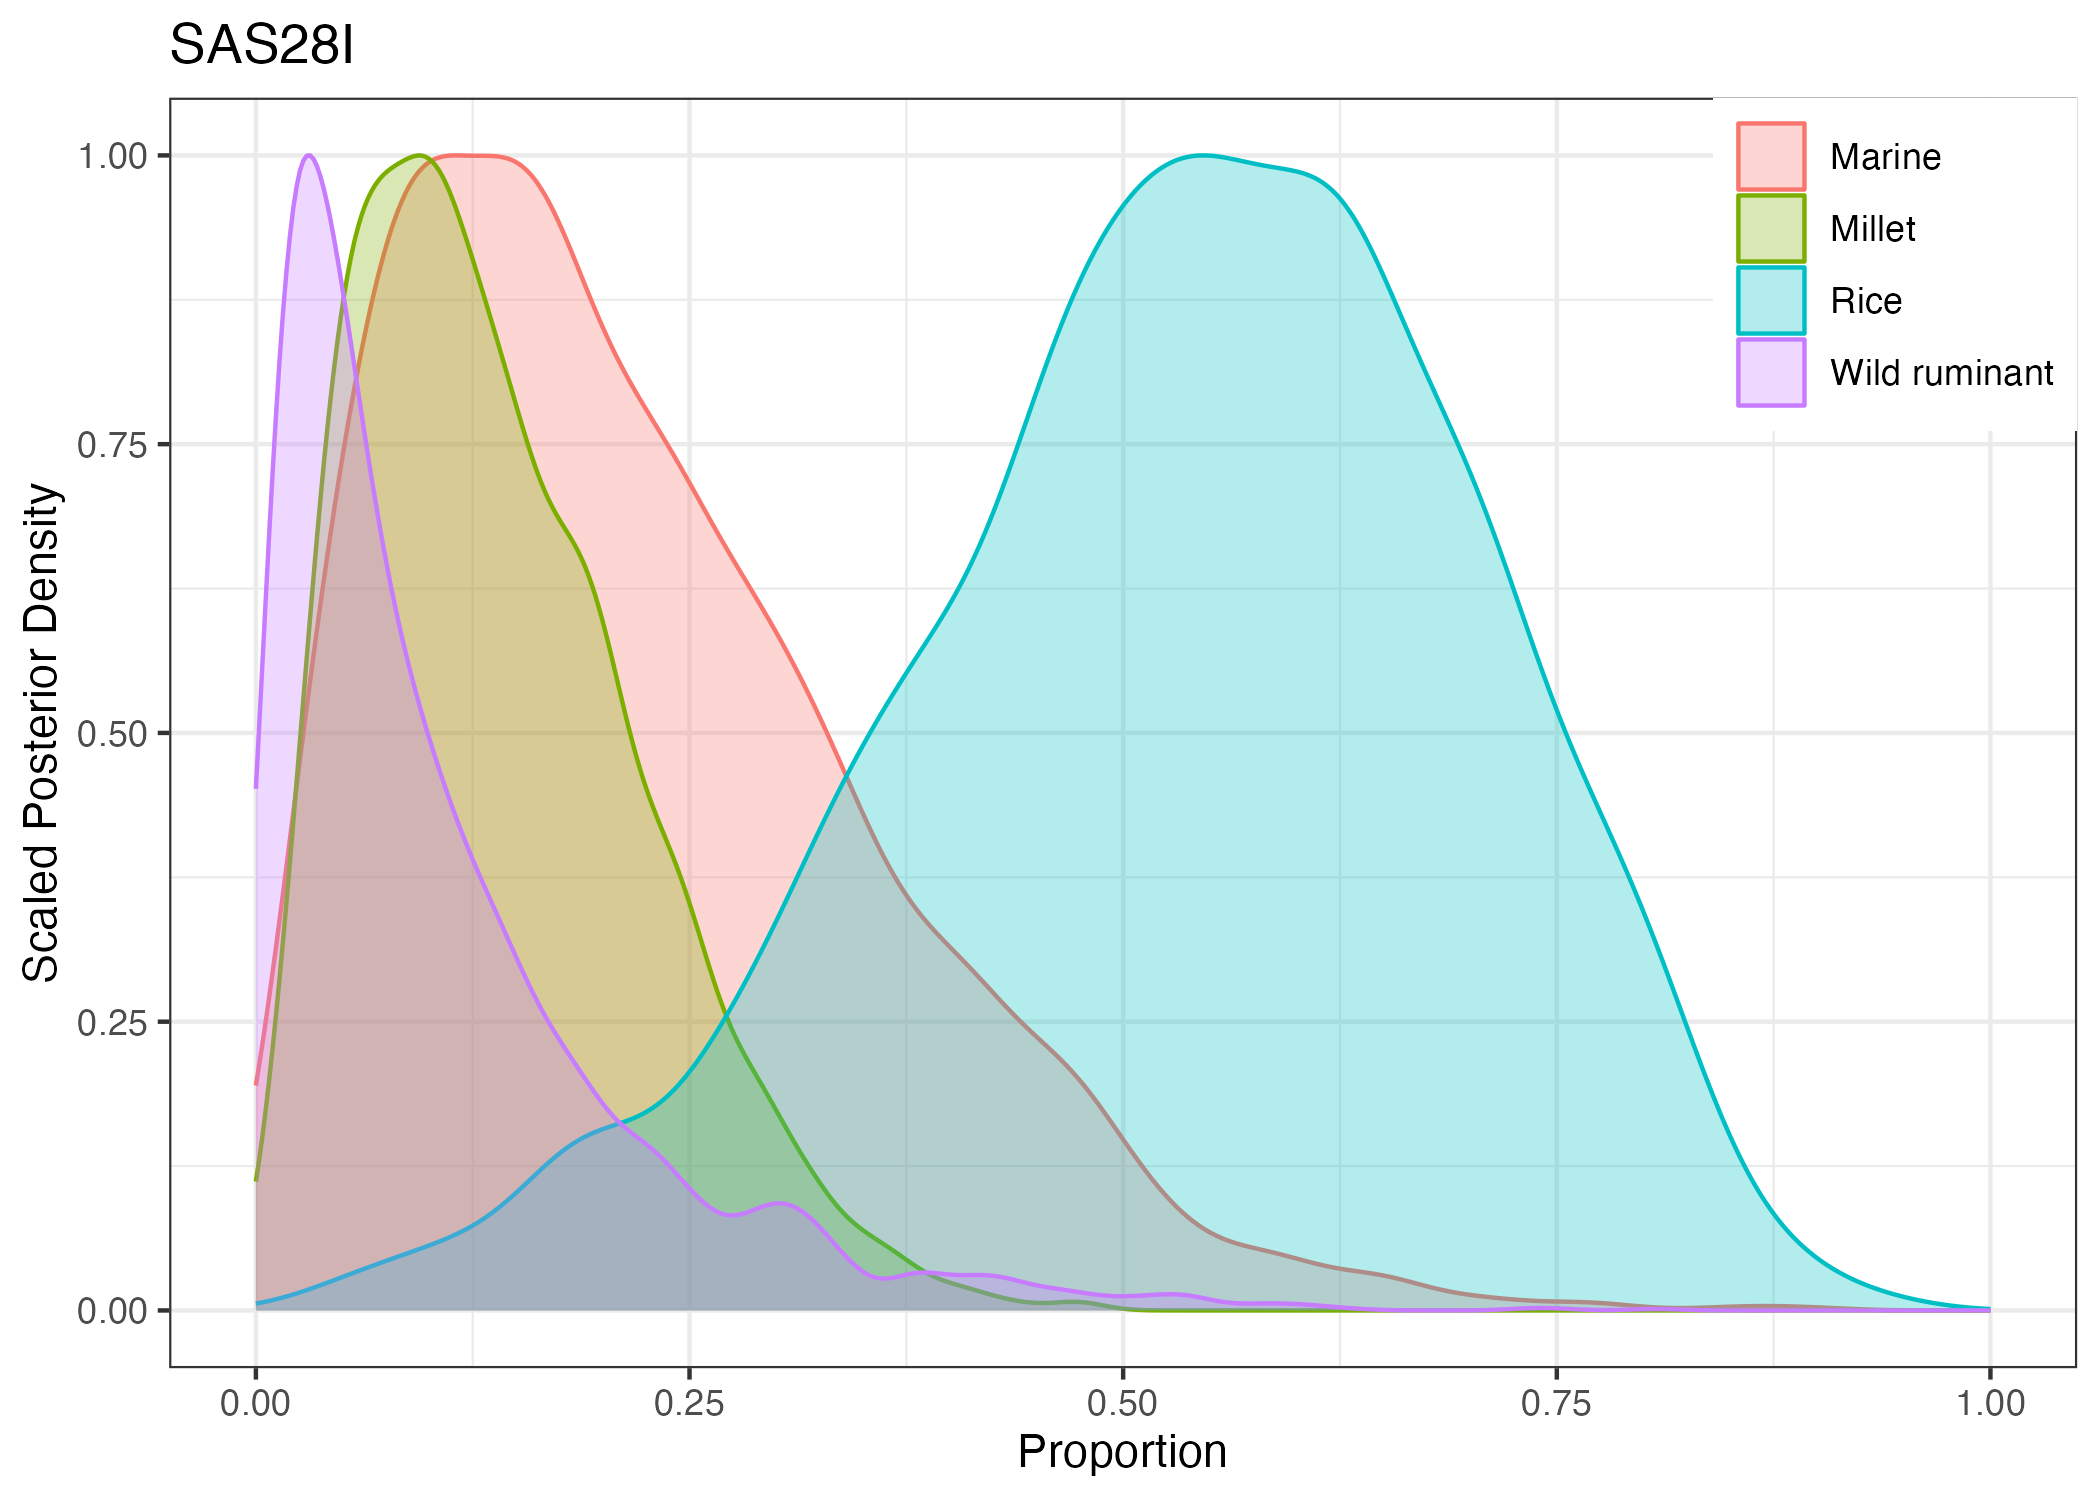 SAS28I
1.00
0.75
0.50
0.25
0.00
Scaled Posterior Density
Marine
Millet
Rice
Wild ruminant
0.00 0.25 0.50 0.75 1.00
Proportion